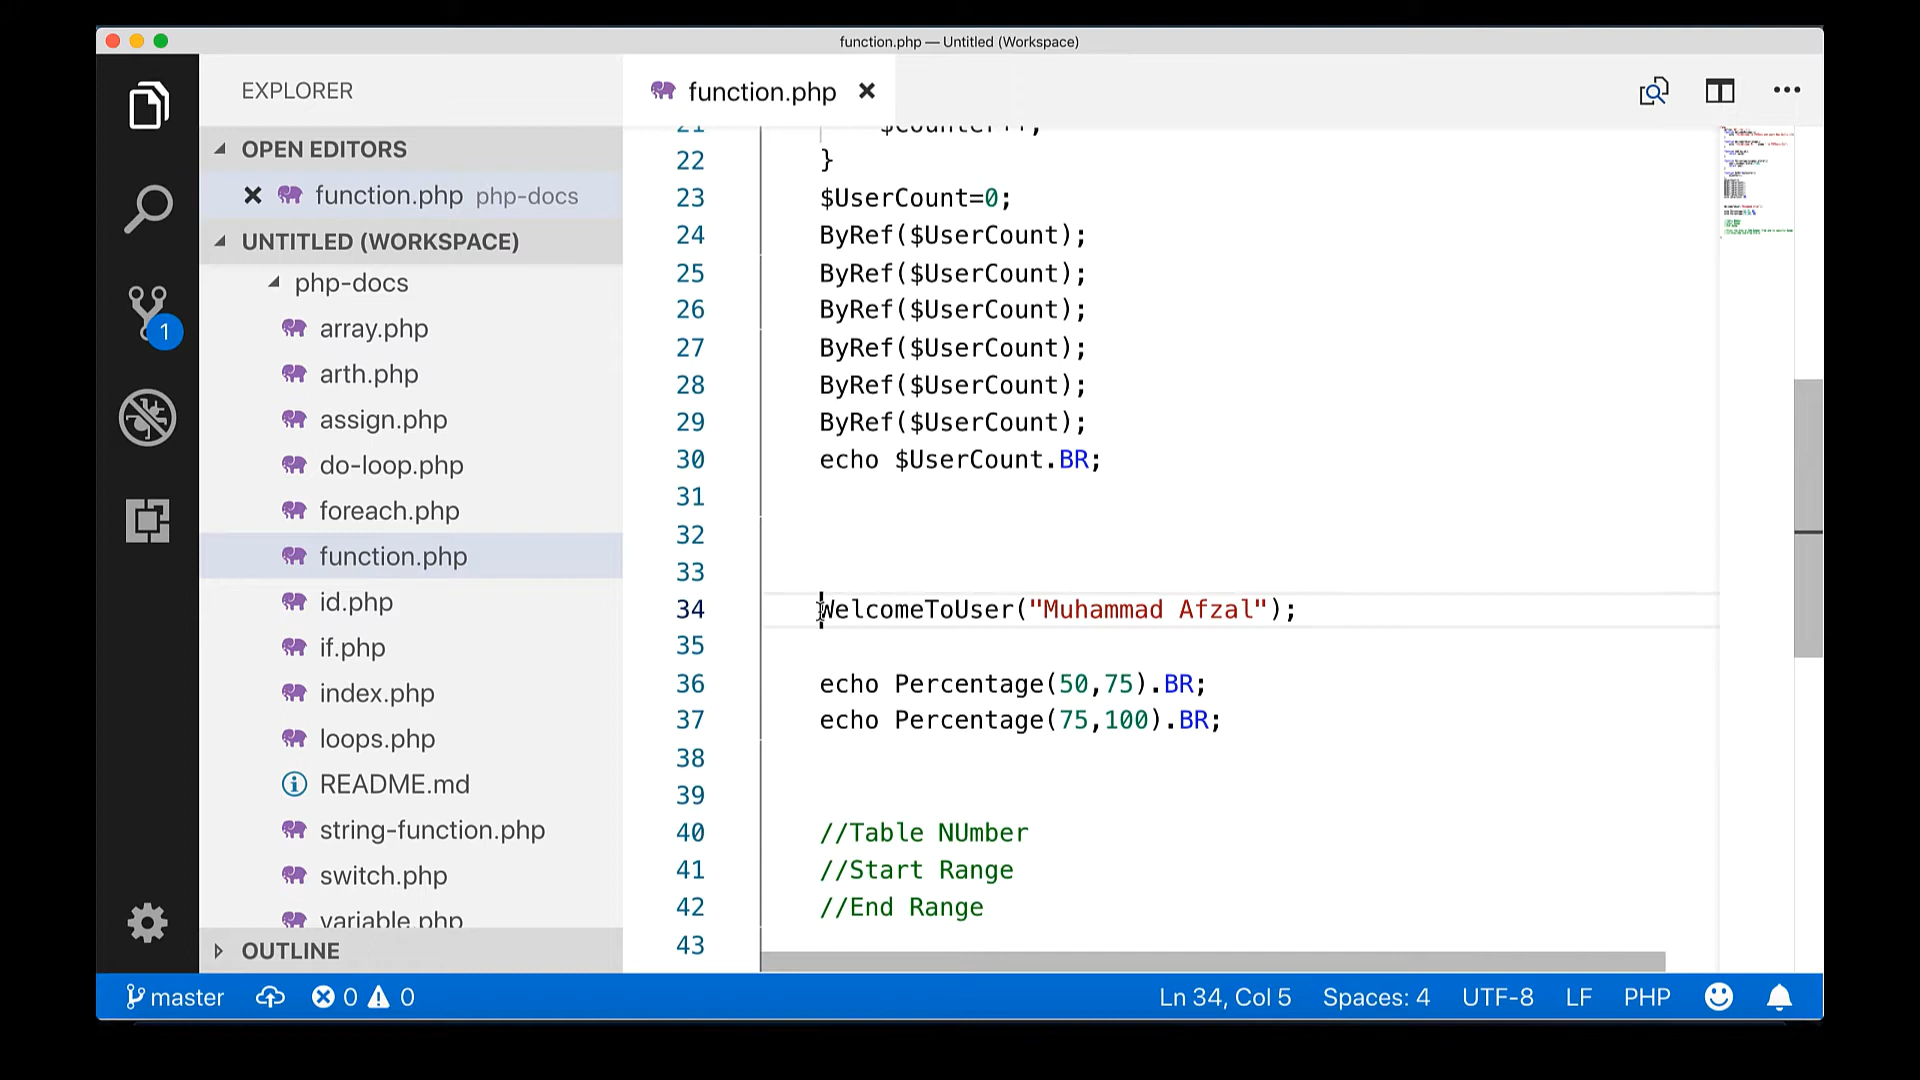 function.php — Untitled (Workspace)
EXPLORER
OPEN EDITORS
function.php php-docs
UNTITLED (WORKSPACE)
php-docs
array.php
arth.php
assign.php
do-loop.php
foreach.php
function.php
id.php
if.php
index.php
loops.php
README.md
string-function.php
switch.php
variable.php
OUTLINE
1
function.php
21 $Counter++;
22 }
23 $UserCount=0;
24 ByRef($UserCount);
25 ByRef($UserCount);
26 ByRef($UserCount);
27 ByRef($UserCount);
28 ByRef($UserCount);
29 ByRef($UserCount);
30 echo $UserCount.BR;
31
32
33
34 WelcomeToUser("Muhammad Afzal");
35
36 echo Percentage(50,75).BR;
37 echo Percentage(75,100).BR;
38
39
40 //Table NUmber
41 //Start Range
42 //End Range
43
master 0 0 Ln 34, Col 5 Spaces: 4 UTF-8 LF PHP